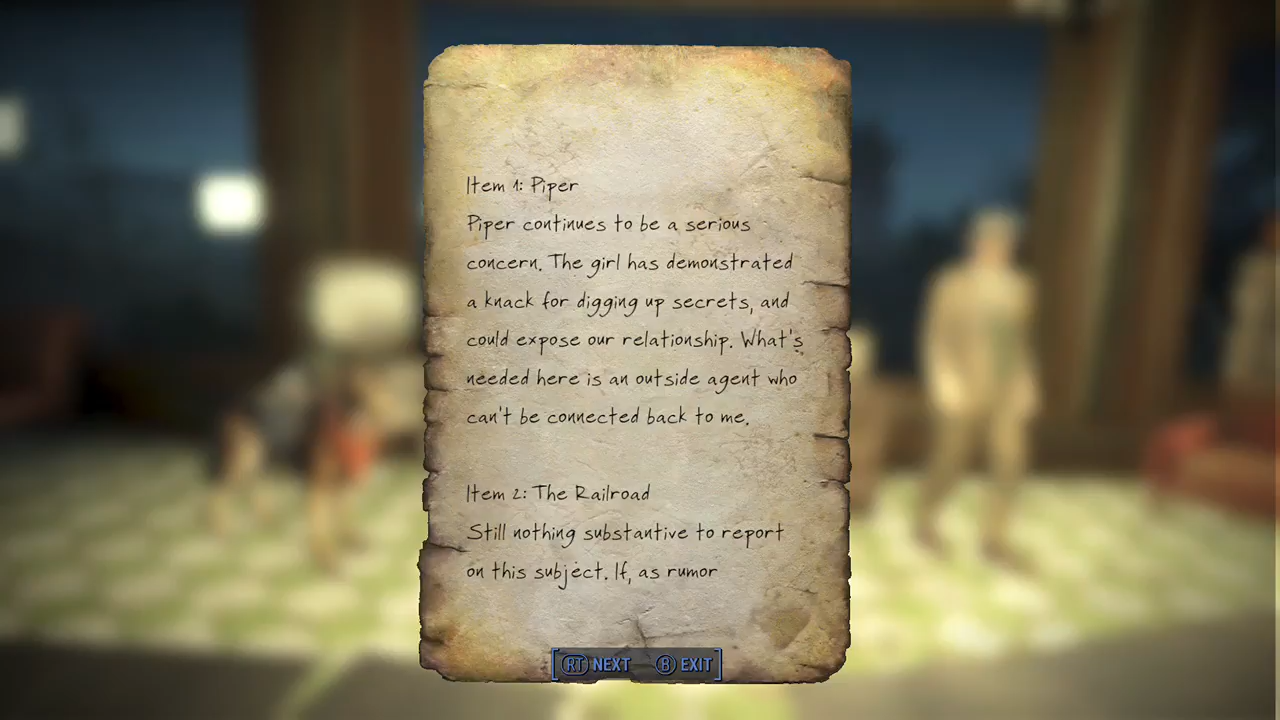 Item 1: Piper
Piper continues to be a serious
concern. The girl has demonstrated
a knack for digging up secrets, and
could expose our relationship. What's
needed here is an outside agent who
can't be connected back to me.
Item 2: The Railroad
Still nothing substantive to report
on this subject. If, as rumor
RT NEXT B EXIT